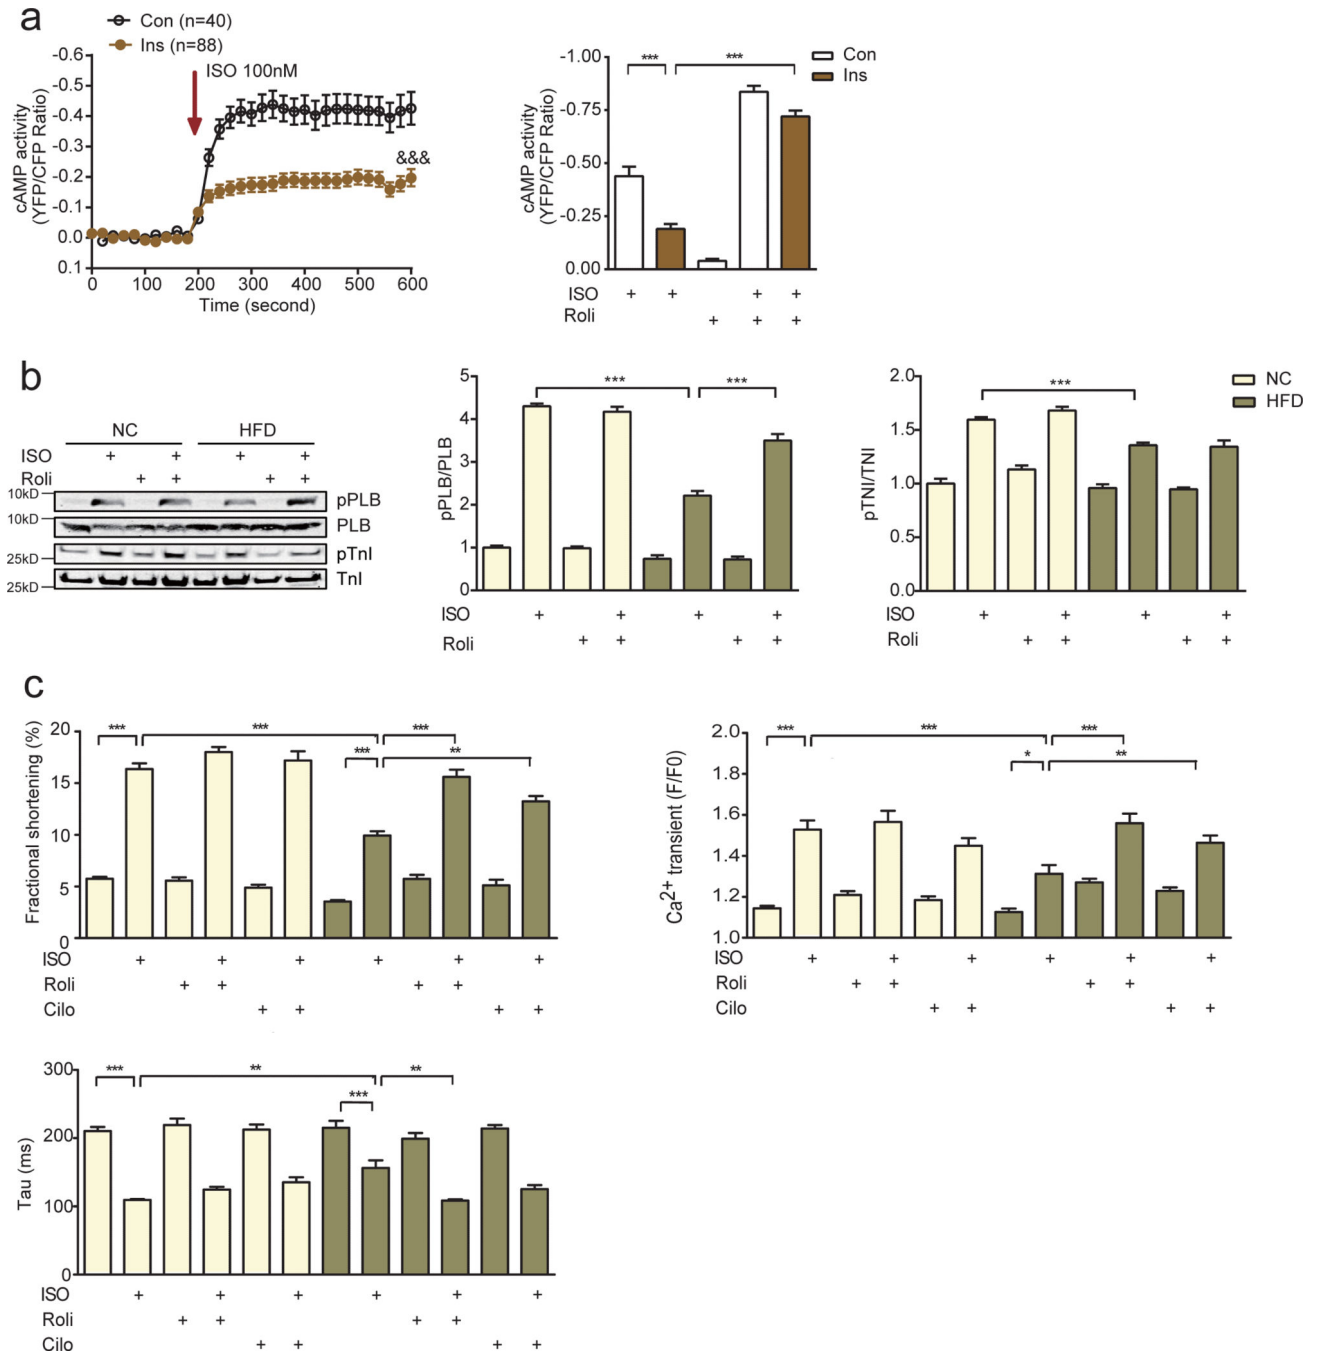 a
Con (n=40)
Ins (n=88)
-0.6
-0.5
-0.4
-0.3
-0.2
-0.1
0.0
0.1
cAMP activity
(YFP/CFP Ratio)
ISO 100nM
&&&
0 100 200 300 400 500 600
Time (second)
-1.00
-0.75
-0.50
-0.25
0.00
cAMP activity
(YFP/CFP Ratio)
*** ***
Con
Ins
ISO + + + +
Roli + + +
b
NC HFD
ISO + + + +
Roli + + + +
10kD pPLB
10kD PLB
25kD pTnI
25kD TnI
5
4
3
2
1
0
pPLB/PLB
*** ***
ISO + + + +
Roli + + + +
2.0
1.5
1.0
0.5
0.0
pTNI/TNI
***
NC
HFD
ISO + + + +
Roli + + + +
c
20
15
10
5
0
Fractional shortening (%)
*** *** ***
*** **
ISO + + + + + +
Roli + + + +
Cilo + + + +
2.0
1.8
1.6
1.4
1.2
1.0
Ca2+ transient (F/F0)
*** *** ***
* **
ISO + + + + + +
Roli + + + +
Cilo + + + +
300
200
100
0
Tau (ms)
*** ** **
***
ISO + + + + + +
Roli + + + +
Cilo + + + +